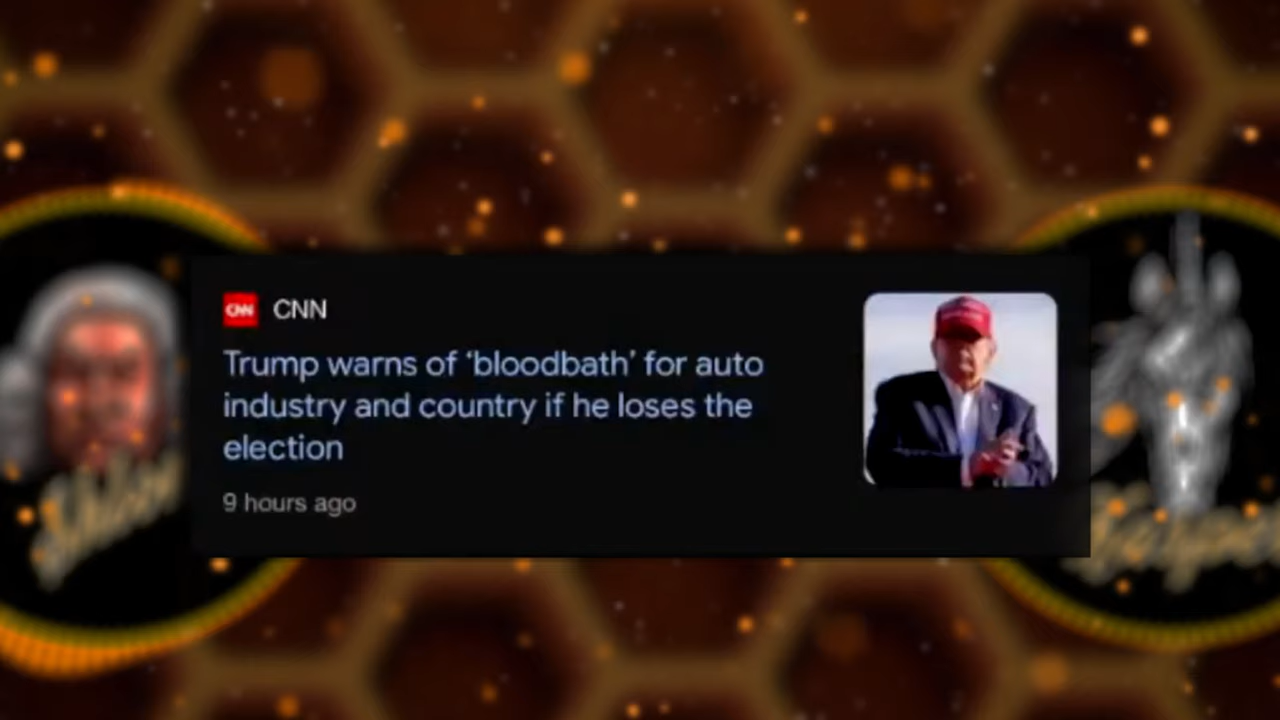 CNN CNN
Trump warns of ‘bloodbath’ for auto
industry and country if he loses the
election
9 hours ago